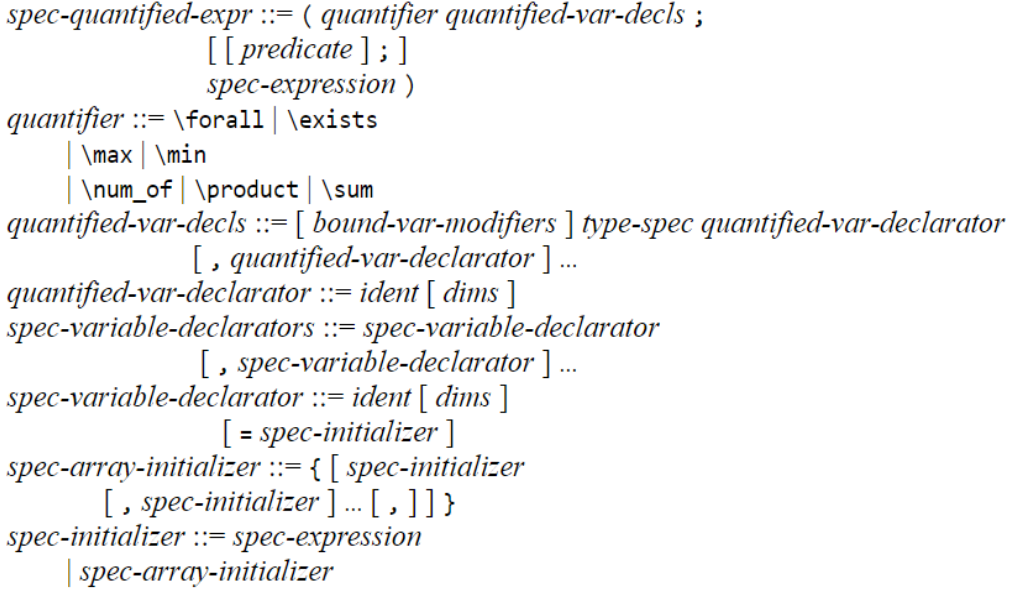 spec-quantified-expr ::= ( quantifier quantified-var-decls ;
[ [ predicate ] ; ]
spec-expression )
quantifier ::= \forall | \exists
| \max | \min
| \num_of | \product | \sum
quantified-var-decls ::= [ bound-var-modifiers ] type-spec quantified-var-declarator
[ , quantified-var-declarator ] ...
quantified-var-declarator ::= ident [ dims ]
spec-variable-declarators ::= spec-variable-declarator
[ , spec-variable-declarator ] ...
spec-variable-declarator ::= ident [ dims ]
[ = spec-initializer ]
spec-array-initializer ::= { [ spec-initializer
[ , spec-initializer ] ... [ , ] ] }
spec-initializer ::= spec-expression
| spec-array-initializer